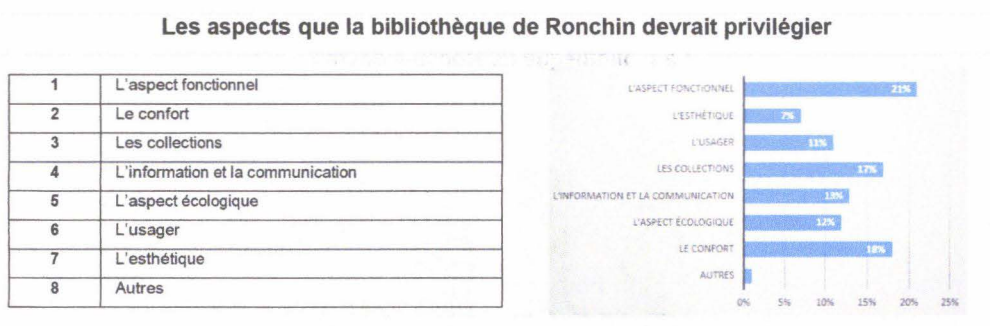 Les aspects que la bibliothèque de Ronchin devrait privilégier
1 L'aspect fonctionnel
2 Le confort
3 Les collections
4 L'information et la communication
5 L'aspect écologique
6 L'usager
7 L'esthétique
8 Autres
L'ASPECT FONCTIONNEL 21%
L'ESTHÉTIQUE 7%
L'USAGER 11%
LES COLLECTIONS 17%
L'INFORMATION ET LA COMMUNICATION 13%
L'ASPECT ÉCOLOGIQUE 12%
LE CONFORT 18%
AUTRES
0% 5% 10% 15% 20% 25%